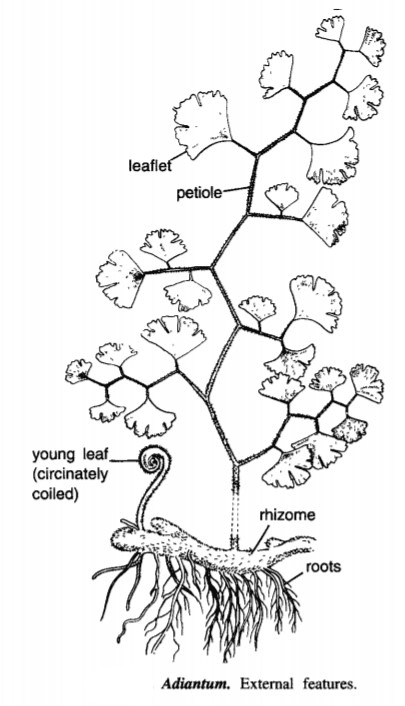 leaflet
petiole
young leaf
(circinately
coiled)
rhizome
roots
Adiantum. External features.